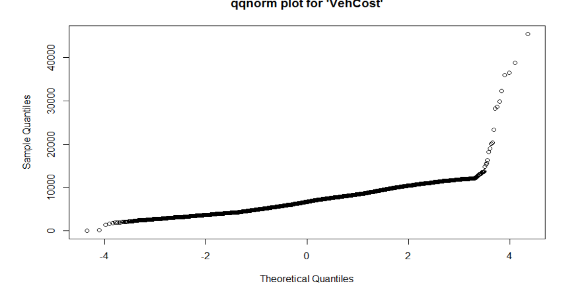 qqnorm plot for 'VehCost'
Sample Quantiles
40000
30000
20000
10000
0
-4 -2 0 2 4
Theoretical Quantiles